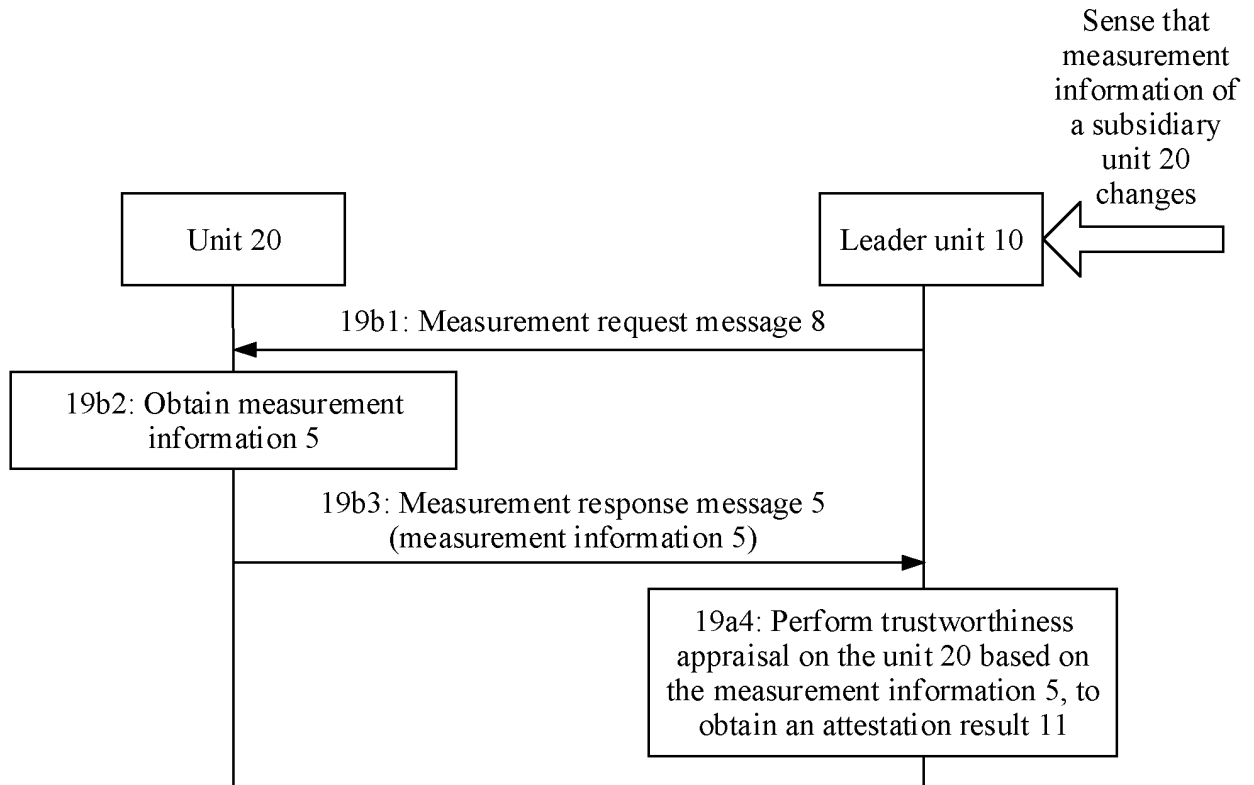 Sense that
measurement
information of
a subsidiary
unit 20
changes
Unit 20
Leader unit 10
19b1: Measurement request message 8
19b2: Obtain measurement
information 5
19b3: Measurement response message 5
(measurement information 5)
19a4: Perform trustworthiness
appraisal on the unit 20 based on
the measurement information 5, to
obtain an attestation result 11